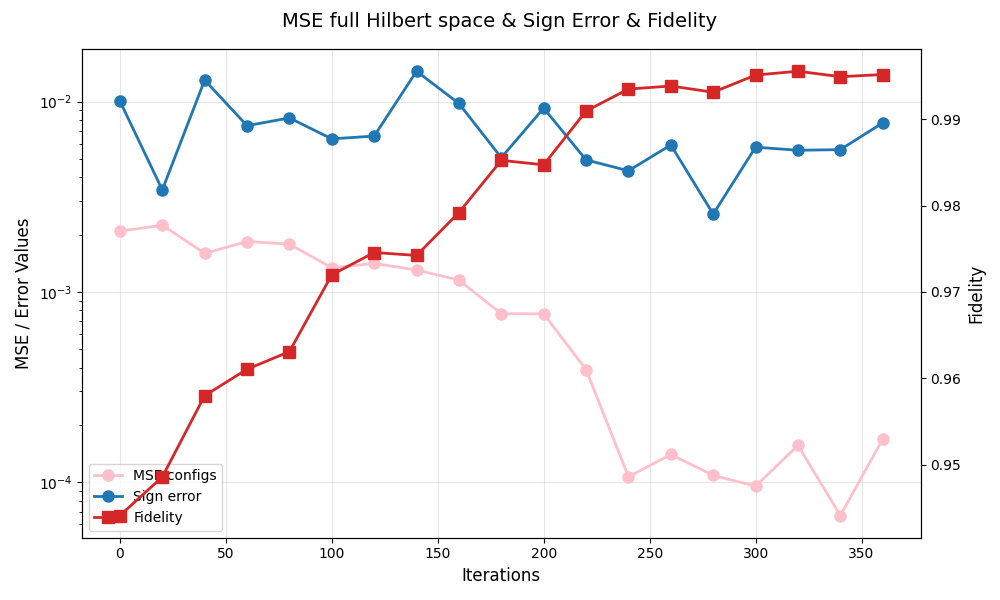 MSE full Hilbert space & Sign Error & Fidelity
MSE / Error Values
10⁻²
10⁻³
10⁻⁴
0.99
0.98
0.97
0.96
0.95
Fidelity
MSE configs
Sign error
Fidelity
0 50 100 150 200 250 300 350
Iterations